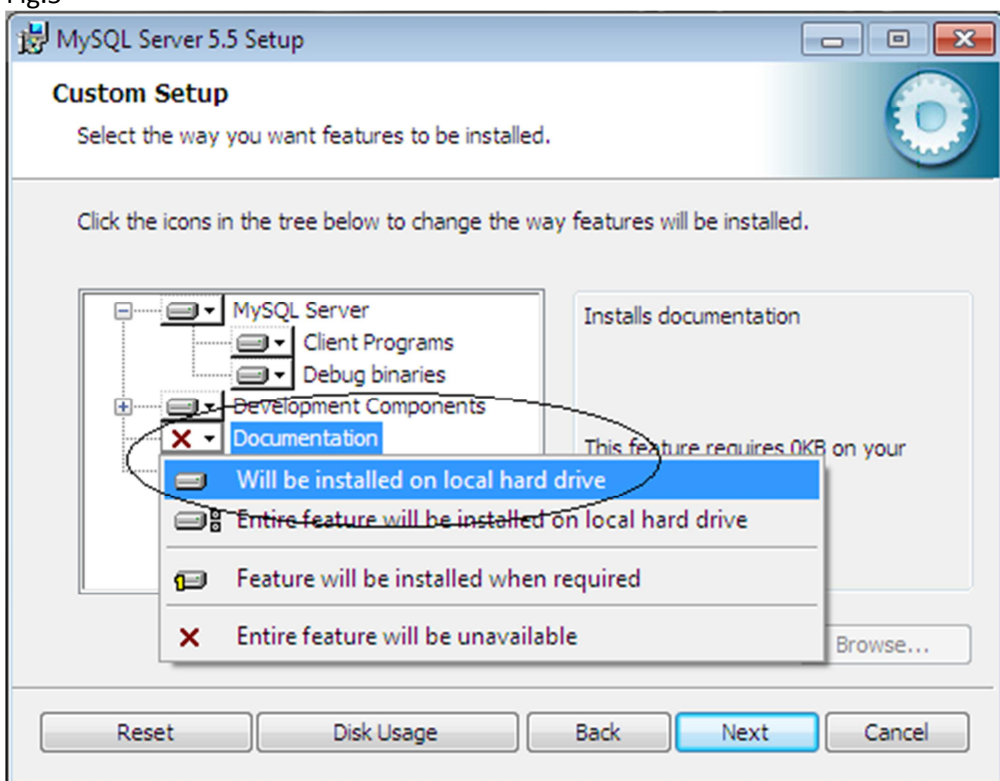 Fig.5
MySQL Server 5.5 Setup
Custom Setup
Select the way you want features to be installed.
Click the icons in the tree below to change the way features will be installed.
MySQL Server
Client Programs
Debug binaries
Development Components
Documentation
Installs documentation
This feature requires 0KB on your
Will be installed on local hard drive
Entire feature will be installed on local hard drive
Feature will be installed when required
Entire feature will be unavailable
Browse...
Reset
Disk Usage
Back
Next
Cancel